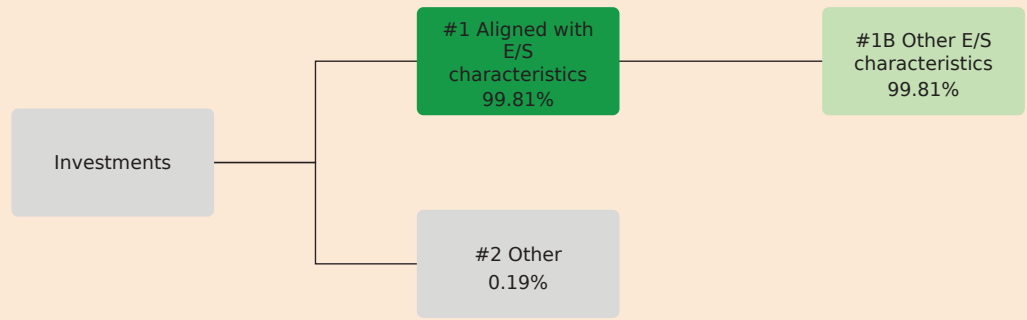 #1 Aligned with
E/S
characteristics
99.81%
#1B Other E/S
characteristics
99.81%
Investments
#2 Other
0.19%